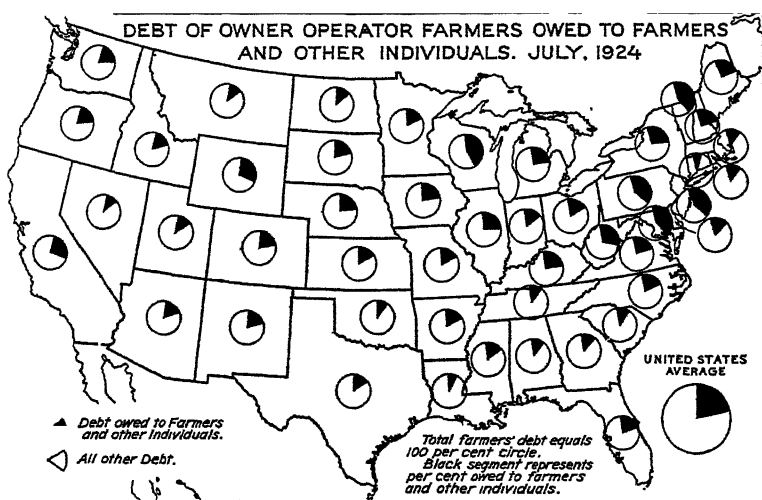 DEBT OF OWNER OPERATOR FARMERS OWED TO FARMERS
AND OTHER INDIVIDUALS. JULY, 1924
UNITED STATES
AVERAGE
Debt owed to Farmers
and other Individuals.
All other Debt.
Total farmers' debt equals
100 per cent circle.
Black segment represents
per cent owed to farmers
and other individuals.